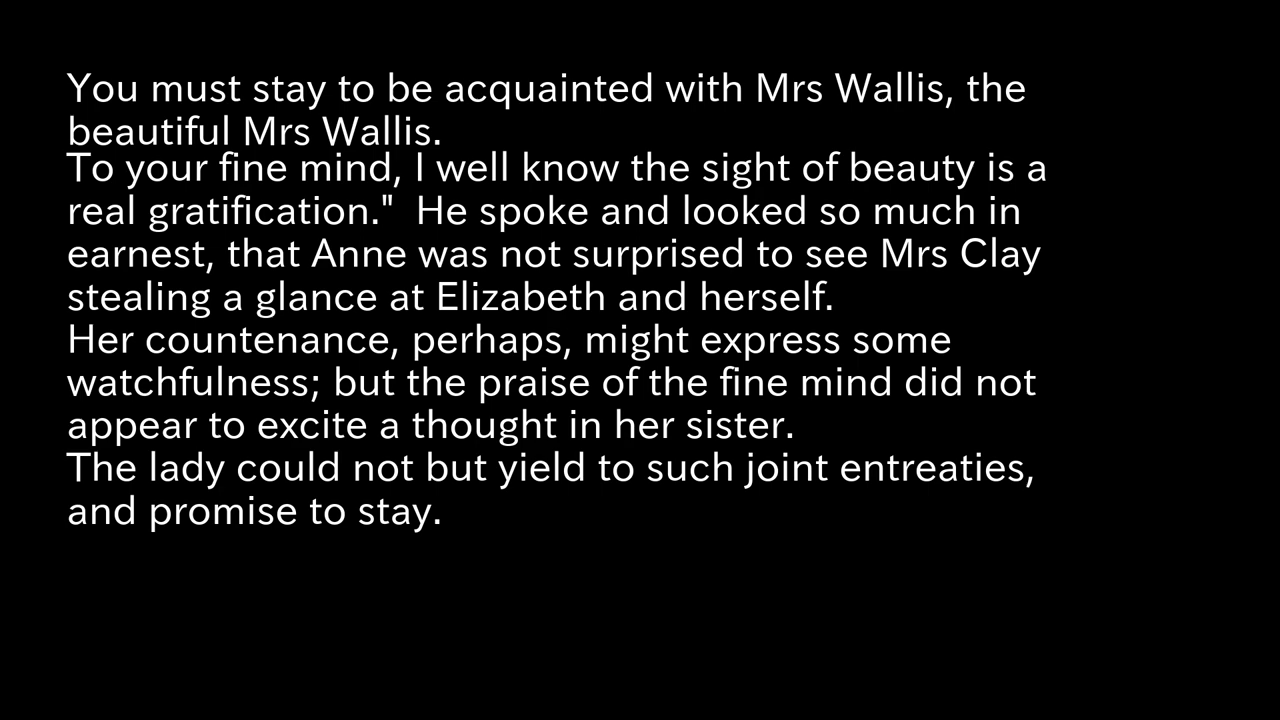 You must stay to be acquainted with Mrs Wallis, the
beautiful Mrs Wallis.
To your fine mind, I well know the sight of beauty is a
real gratification."  He spoke and looked so much in
earnest, that Anne was not surprised to see Mrs Clay
stealing a glance at Elizabeth and herself.
Her countenance, perhaps, might express some
watchfulness; but the praise of the fine mind did not
appear to excite a thought in her sister.
The lady could not but yield to such joint entreaties,
and promise to stay.